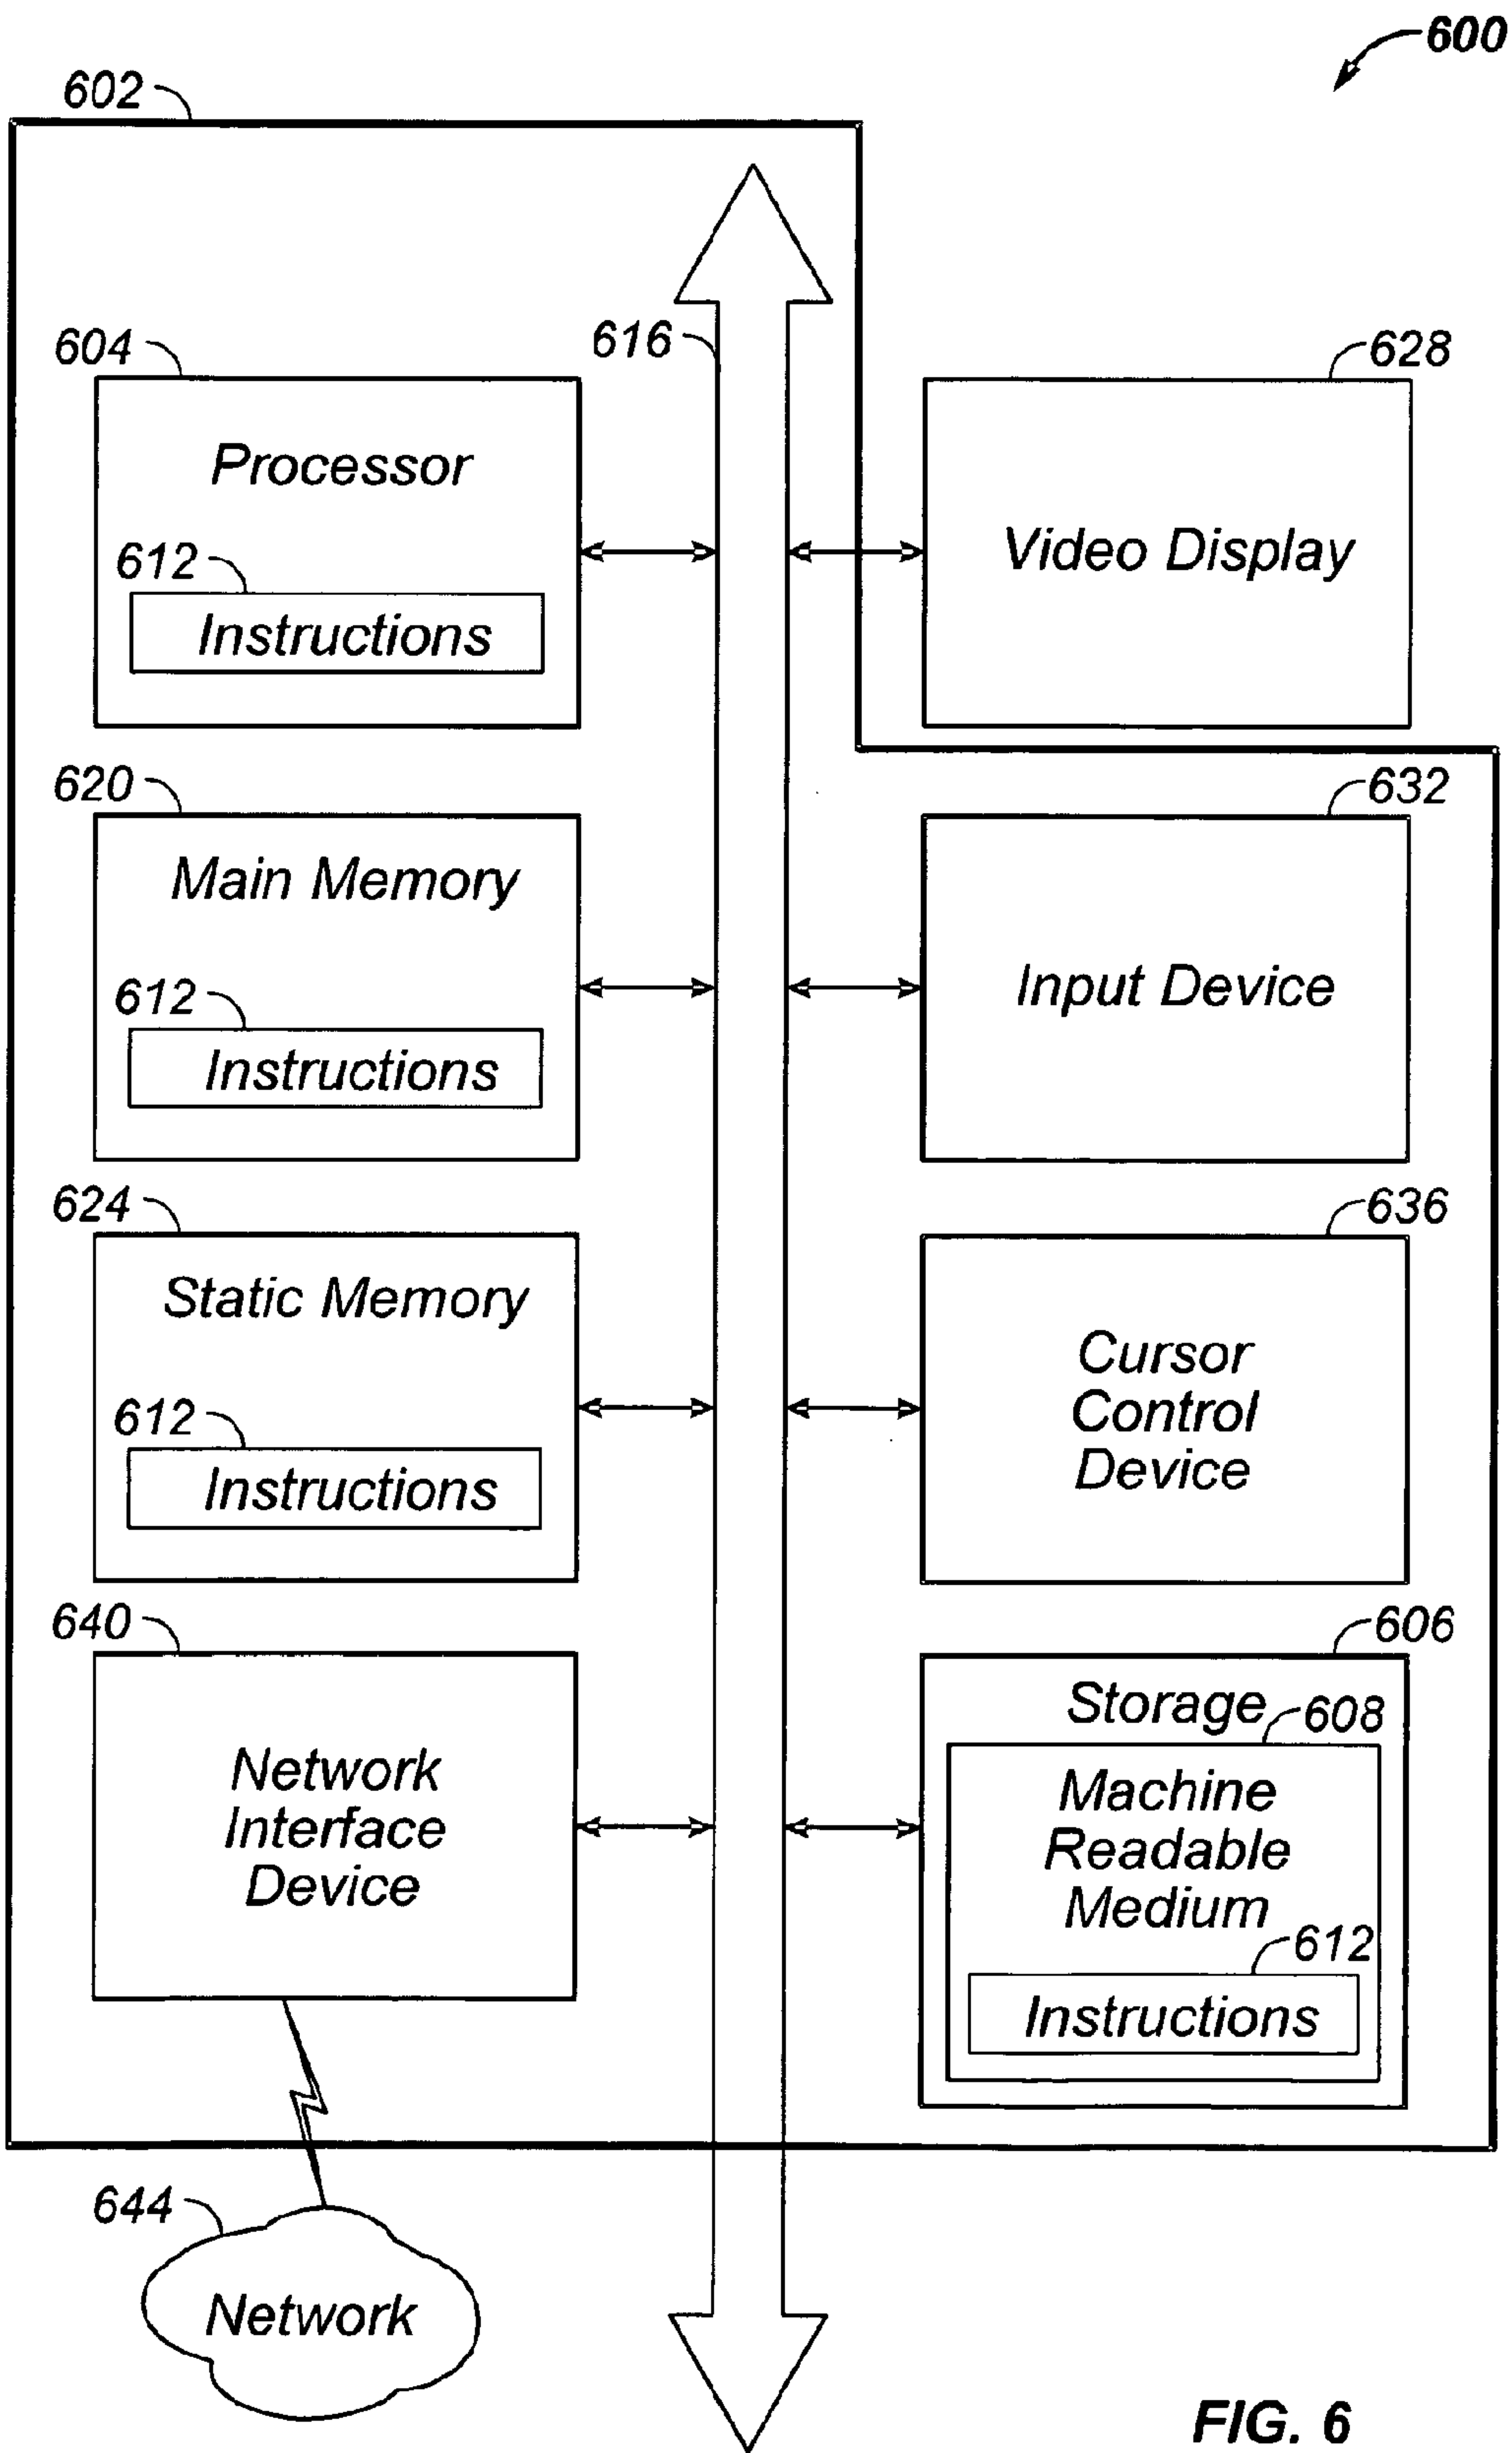 600
602
604
616
628
Processor
612
Instructions
Video Display
620
632
Main Memory
612
Instructions
Input Device
624
636
Static Memory
612
Instructions
Cursor
Control
Device
640
606
Network
Interface
Device
Storage
608
Machine
Readable
Medium
612
Instructions
644
Network
FIG. 6